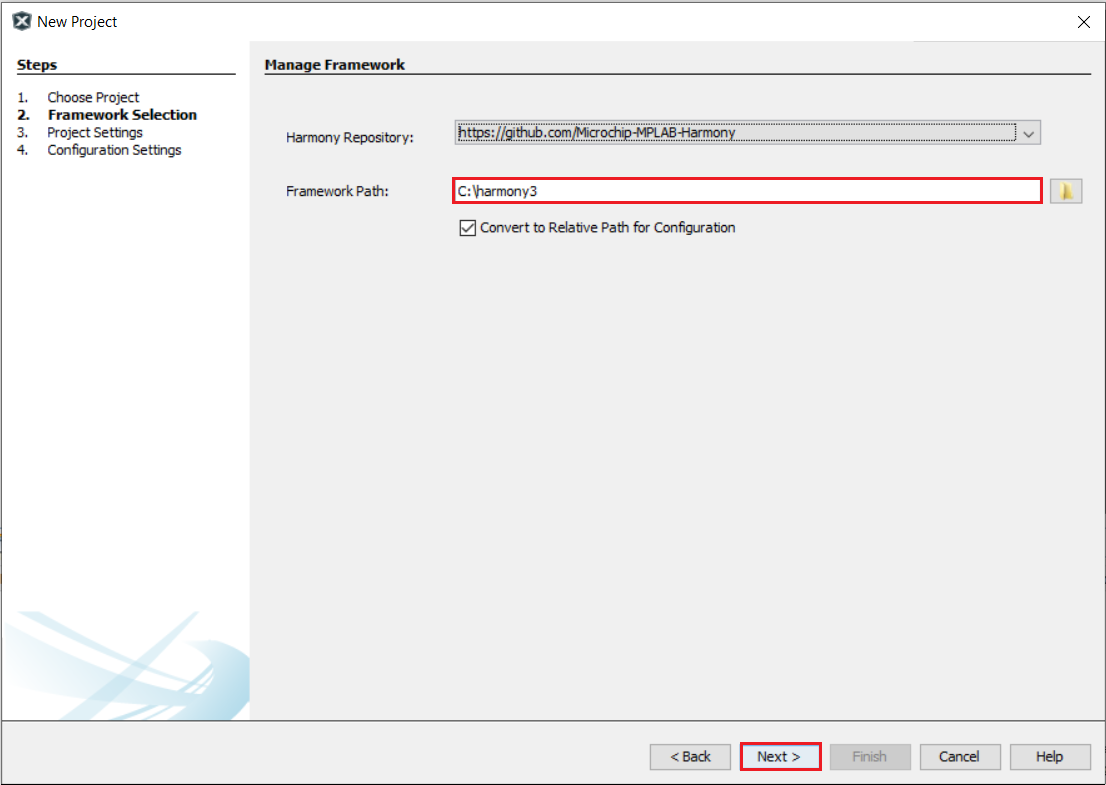 New Project
Steps
1. Choose Project
2. Framework Selection
3. Project Settings
4. Configuration Settings
Manage Framework
Harmony Repository:
https://github.com/Microchip-MPLAB-Harmony
Framework Path:
C:\harmony3
Convert to Relative Path for Configuration
< Back
Next >
Finish
Cancel
Help